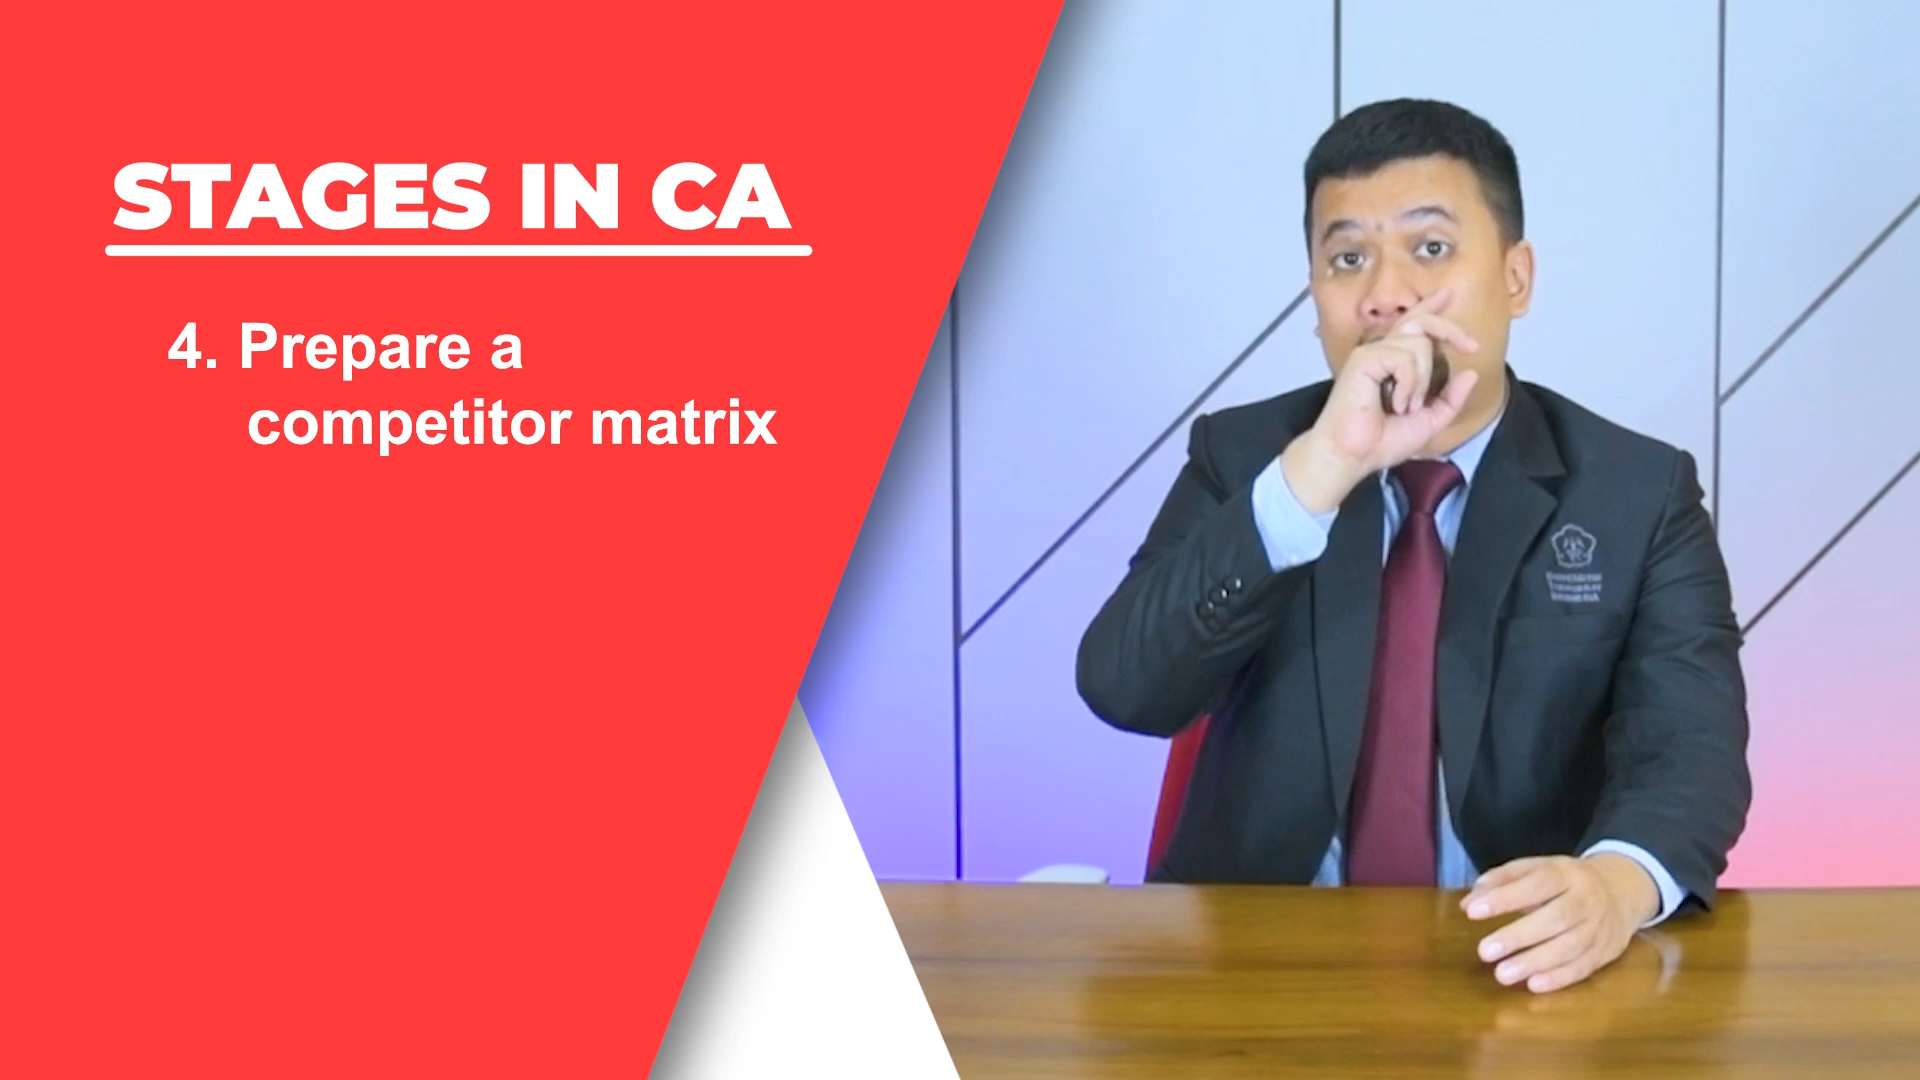 STAGES IN CA
4. Prepare a
competitor matrix